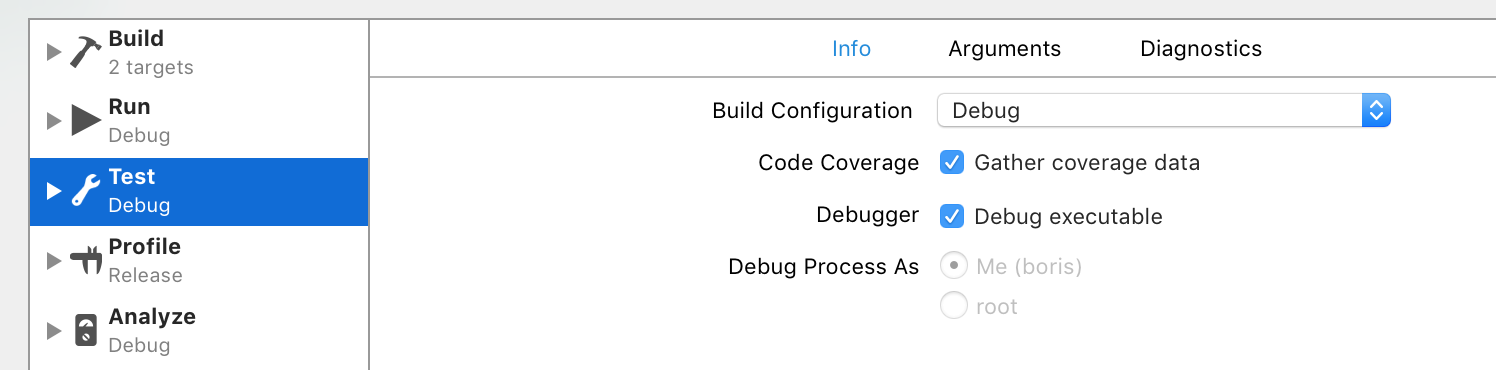 Build
2 targets
Run
Debug
Test
Debug
Profile
Release
Analyze
Debug
Info Arguments Diagnostics
Build Configuration Debug
Code Coverage Gather coverage data
Debugger Debug executable
Debug Process As Me (boris)
root